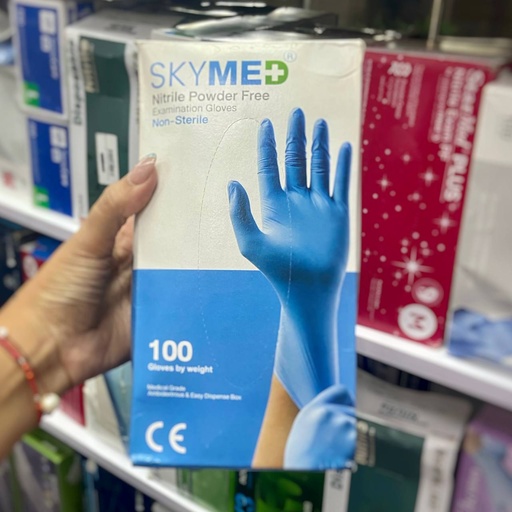 SKYMED®
Nitrile Powder Free
Examination Gloves
Non-Sterile
100
Gloves by weight
Medical Grade
Ambidextrous & Easy Dispense Box
CE
PLUS
M